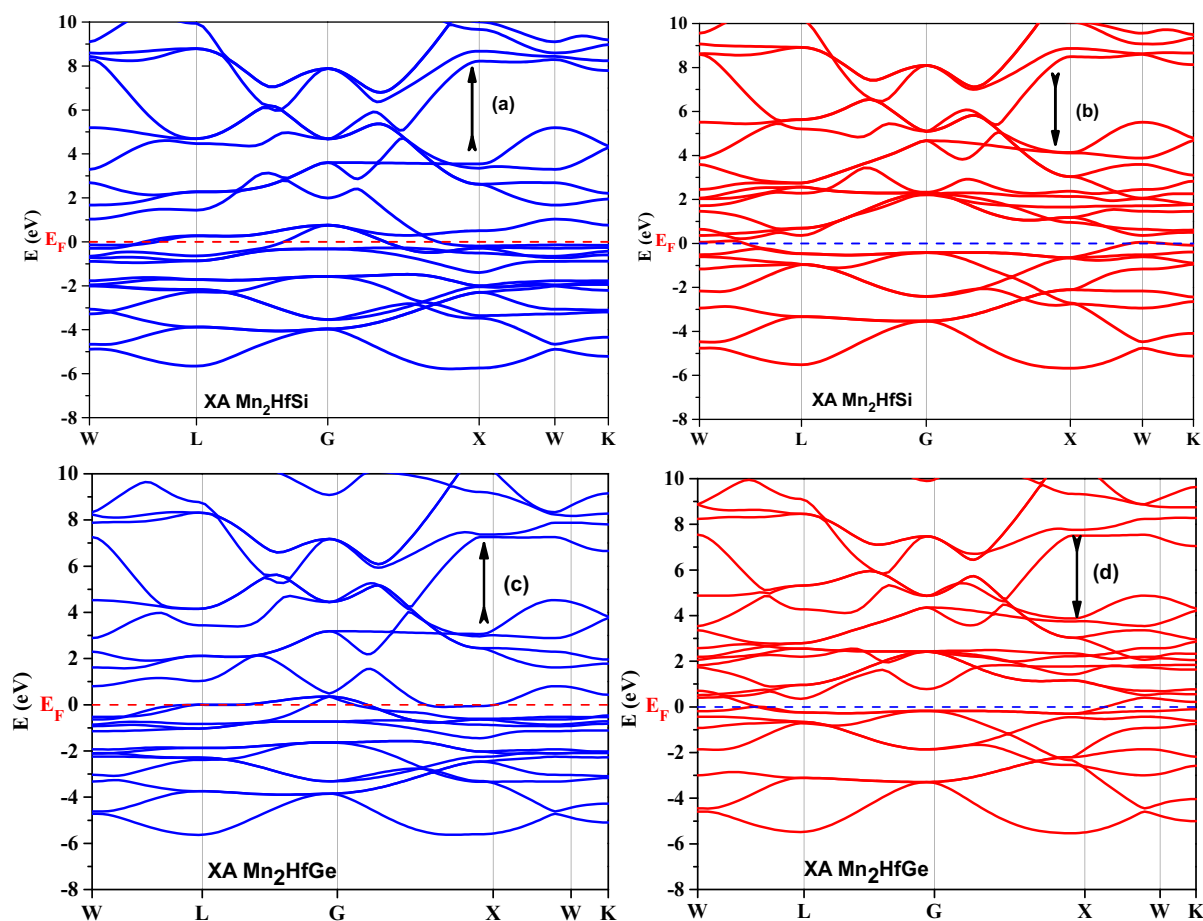 10
8
6
4
2
0
-2
-4
-6
-8
E (eV)
E_F
(a)
XA Mn₂HfSi
W L G X W K
10
8
6
4
2
0
-2
-4
-6
-8
E (eV)
E_F
(b)
XA Mn₂HfSi
W L G X W K
10
8
6
4
2
0
-2
-4
-6
-8
E (eV)
E_F
(c)
XA Mn₂HfGe
W L G X W K
10
8
6
4
2
0
-2
-4
-6
-8
E (eV)
E_F
(d)
XA Mn₂HfGe
W L G X W K